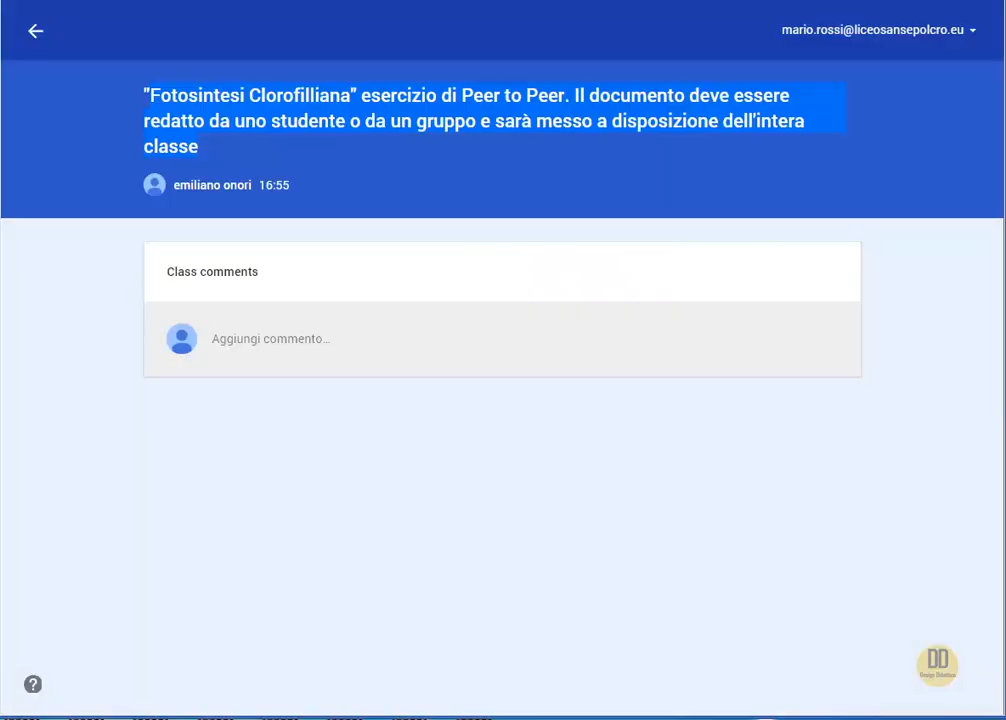 mario.rossi@liceosansepolcro.eu
"Fotosintesi Clorofilliana" esercizio di Peer to Peer. Il documento deve essere
redatto da uno studente o da un gruppo e sarà messo a disposizione dell'intera
classe
emiliano onori 16:55
Class comments
Aggiungi commento...
?
DD